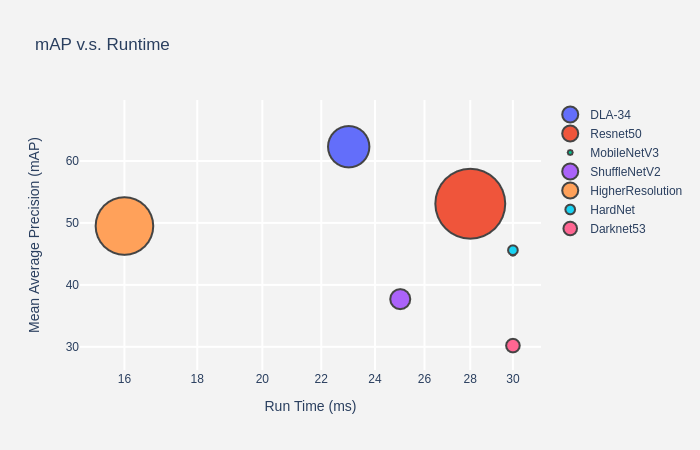 mAP v.s. Runtime
Mean Average Precision (mAP)
60
50
40
30
16
18
20
22
24
26
28
30
Run Time (ms)
DLA-34
Resnet50
MobileNetV3
ShuffleNetV2
HigherResolution
HardNet
Darknet53